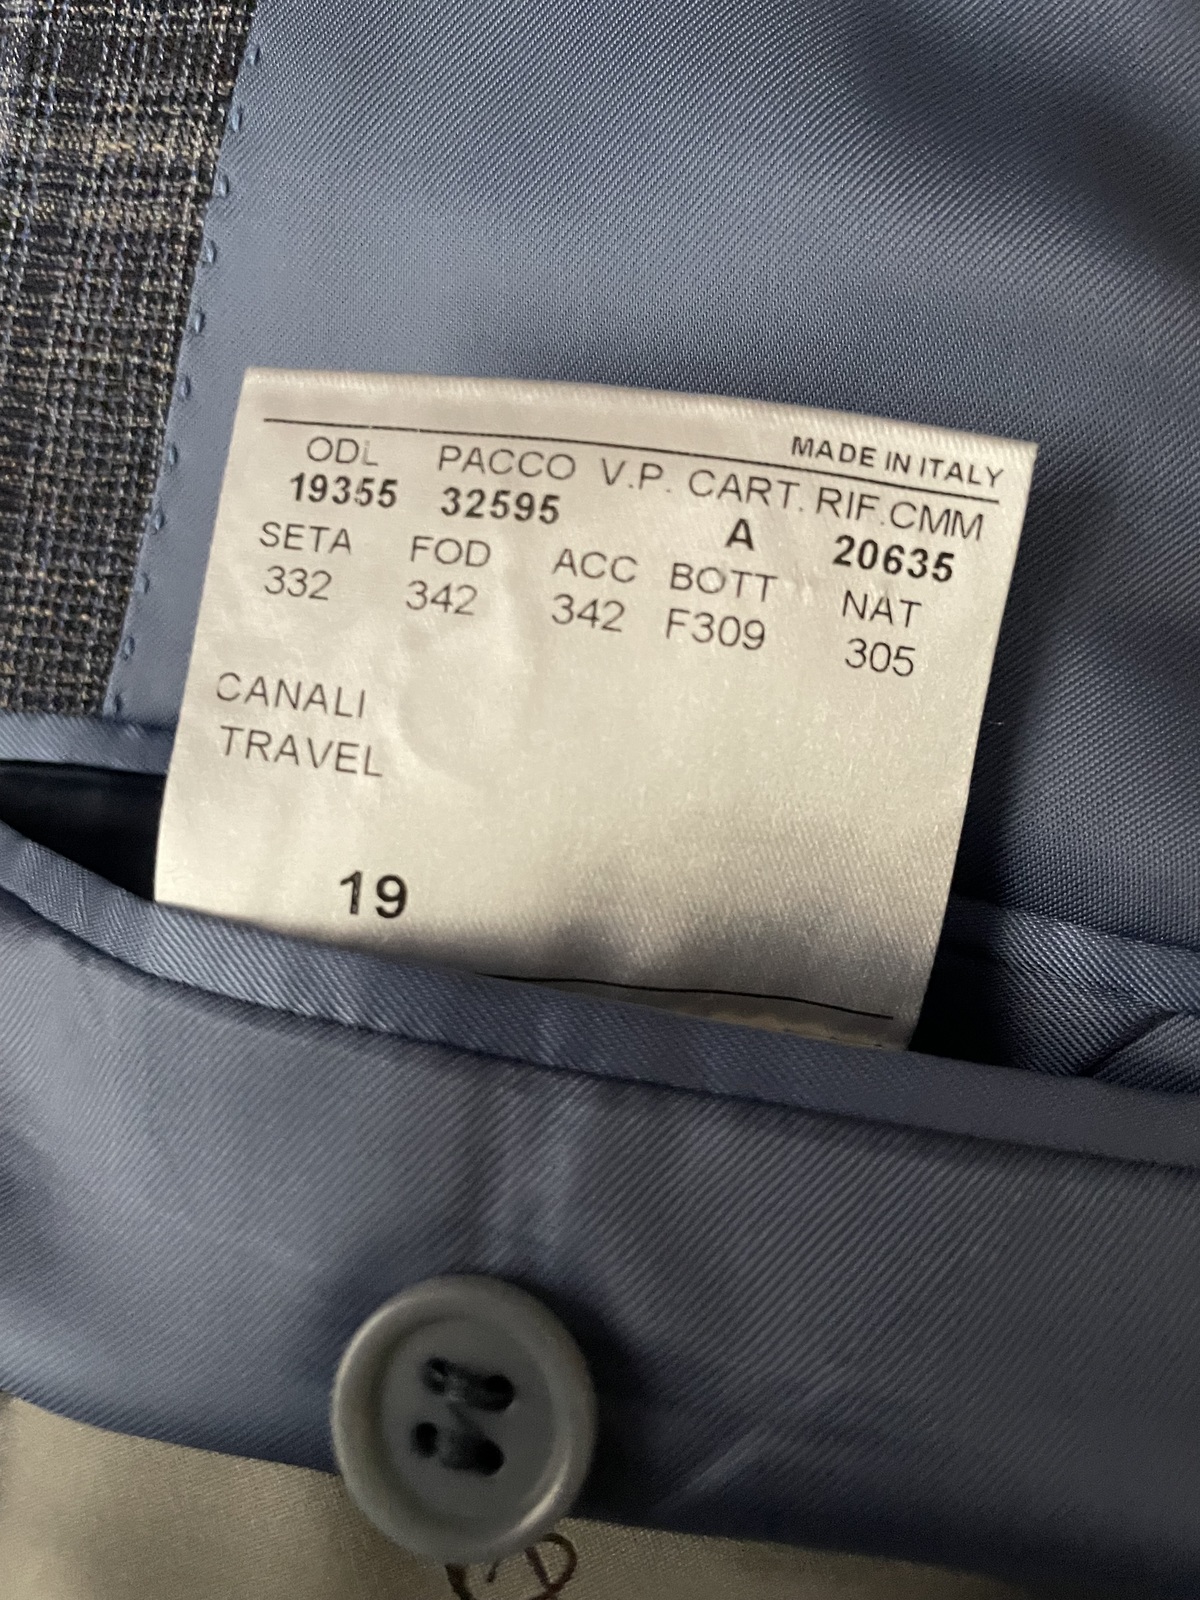 MADE IN ITALY
ODL PACCO V.P. CART. RIF.CMM
19355 32595 A 20635
SETA FOD ACC BOTT NAT
332 342 342 F309 305
CANALI
TRAVEL
19